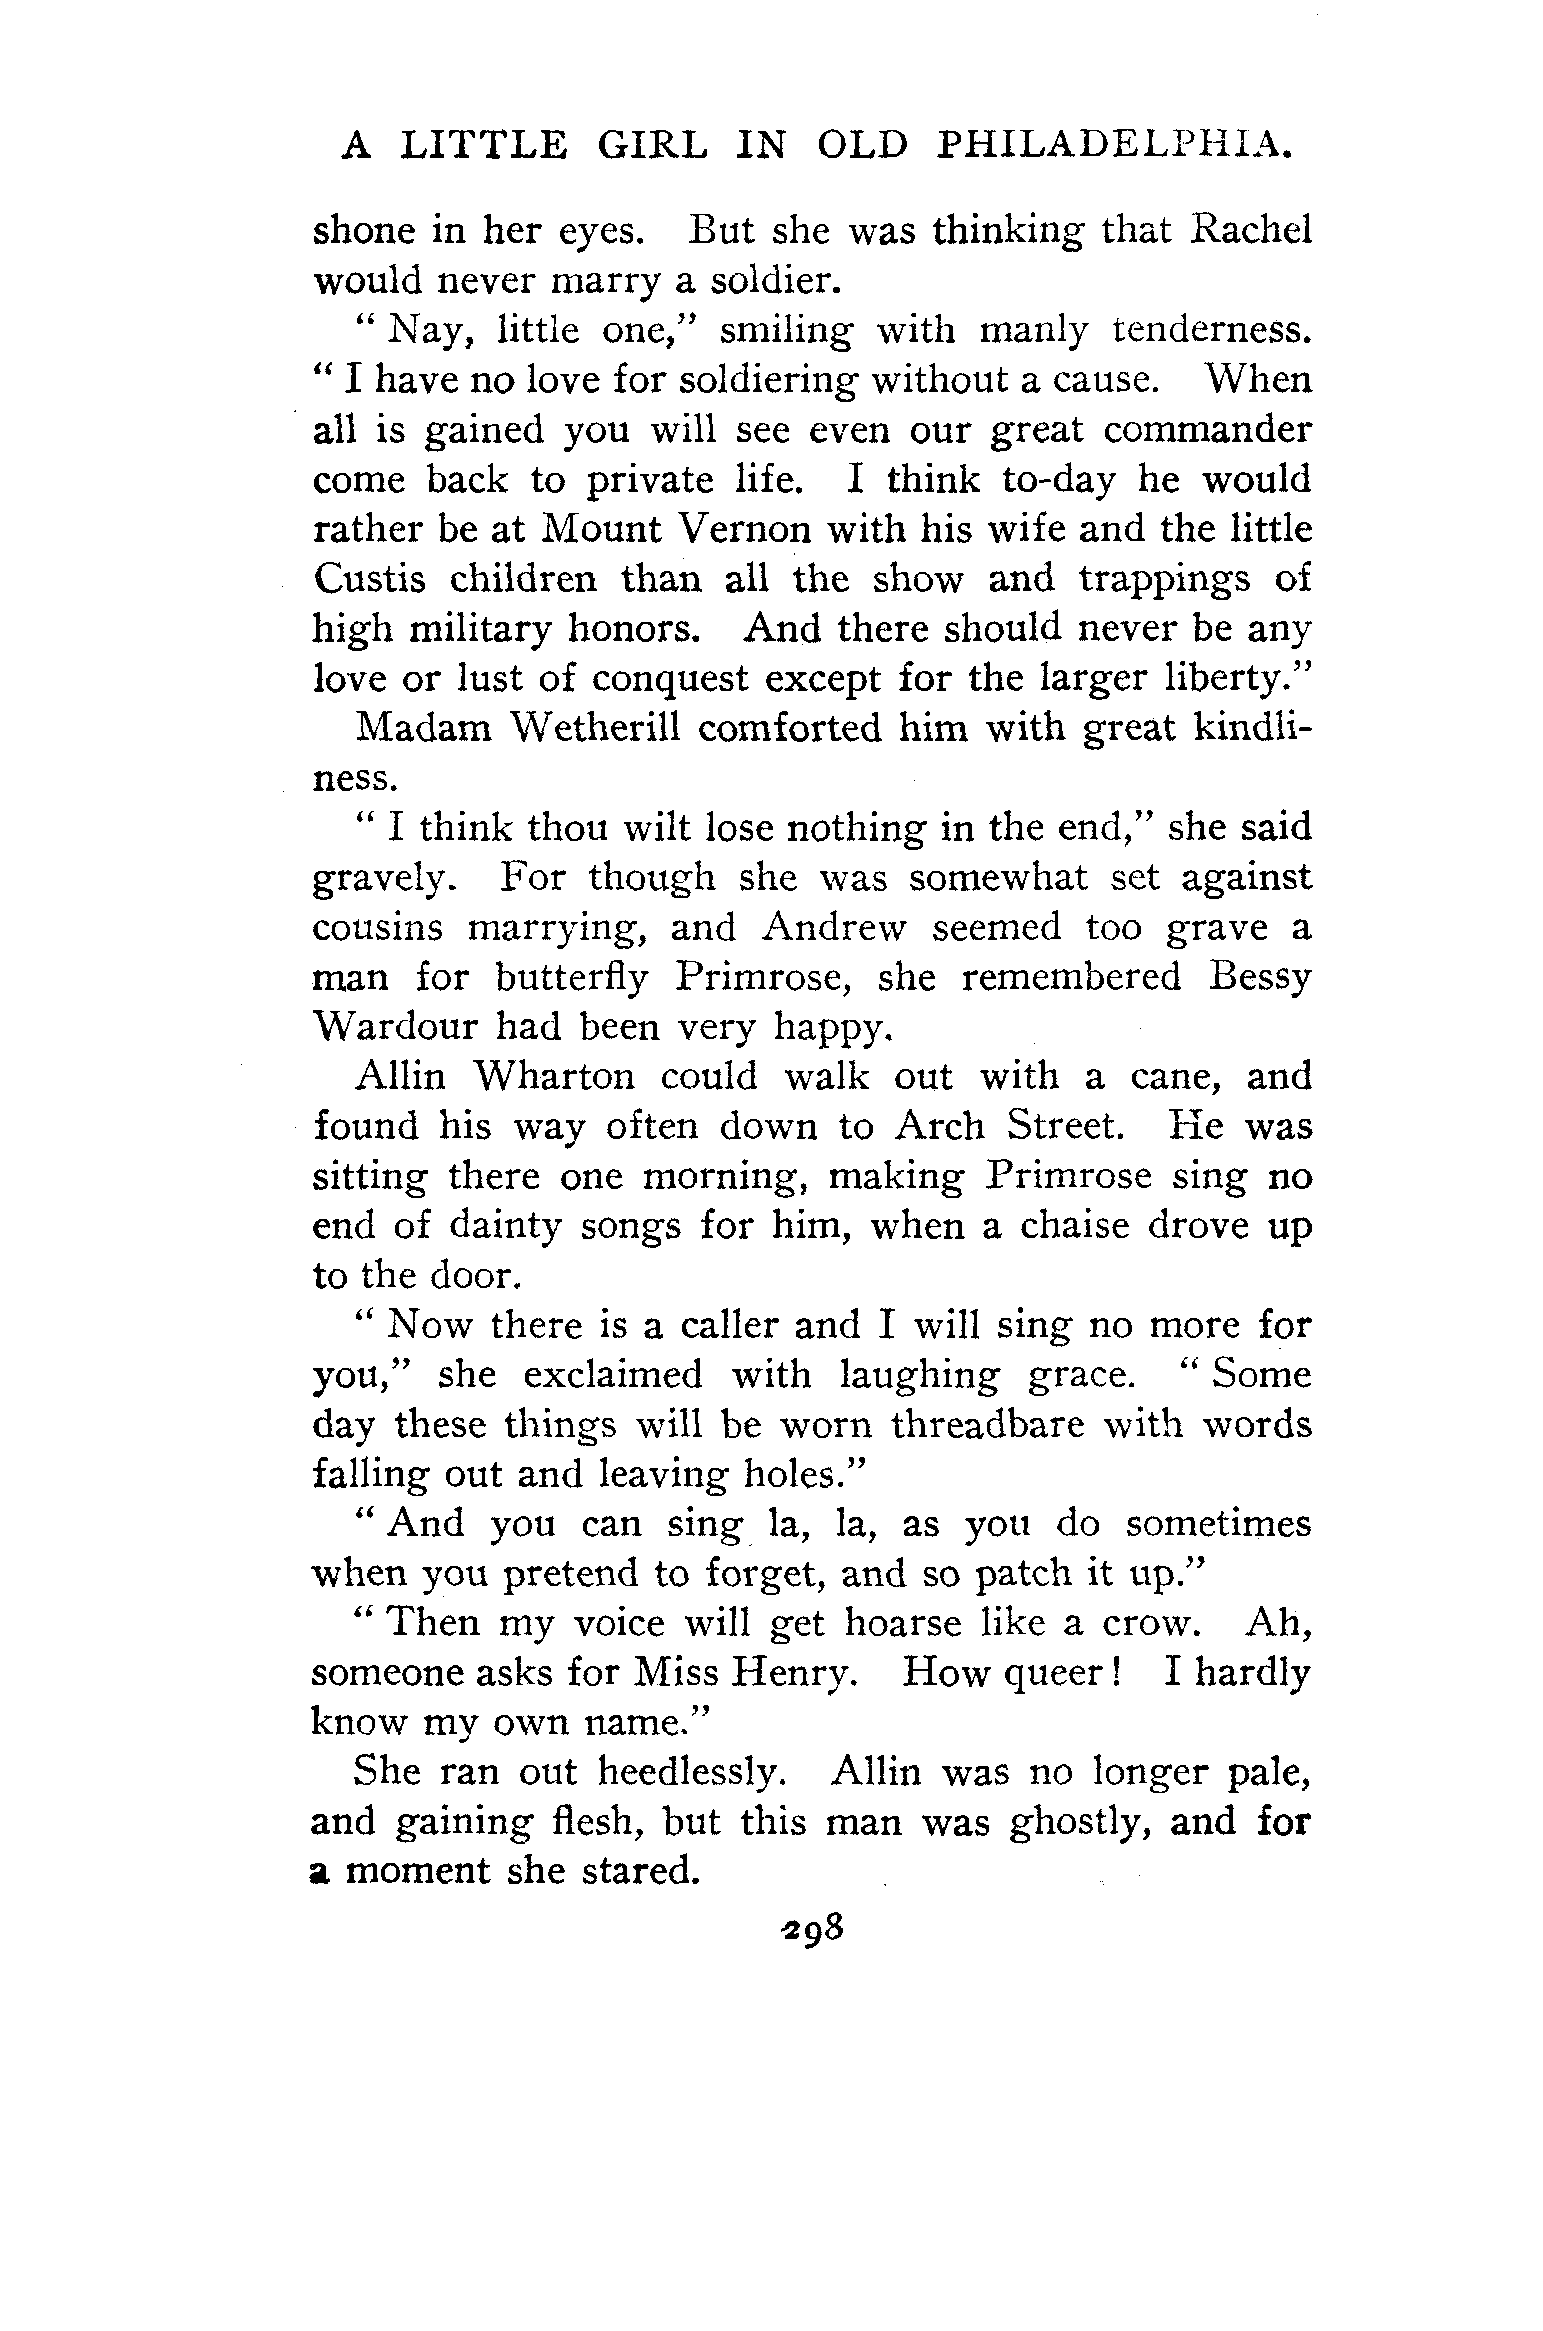 A LITTLE GIRL IN OLD PHILADELPHIA.
shone in her eyes. But she was thinking that Rachel
would never marry a soldier.
“ Nay, little one,” smiling with manly tenderness.
“ I have no love for soldiering without a cause. When
all is gained you will see even our great commander
come back to private life. I think to-day he would
rather be at Mount Vernon with his wife and the little
Custis children than all the show and trappings of
high military honors. And there should never be any
love or lust of conquest except for the larger liberty.”
Madam Wetherill comforted him with great kindli-
ness.
“ I think thou wilt lose nothing in the end,” she said
gravely. For though she was somewhat set against
cousins marrying, and Andrew seemed too grave a
man for butterfly Primrose, she remembered Bessy
Wardour had been very happy.
Allin Wharton could walk out with a cane, and
found his way often down to Arch Street. He was
sitting there one morning, making Primrose sing no
end of dainty songs for him, when a chaise drove up
to the door.
“ Now there is a caller and I will sing no more for
you,” she exclaimed with laughing grace. “ Some
day these things will be worn threadbare with words
falling out and leaving holes.”
“ And you can sing la, la, as you do sometimes
when you pretend to forget, and so patch it up.”
“ Then my voice will get hoarse like a crow. Ah,
someone asks for Miss Henry. How queer ! I hardly
know my own name.”
She ran out heedlessly. Allin was no longer pale,
and gaining flesh, but this man was ghostly, and for
a moment she stared.
298